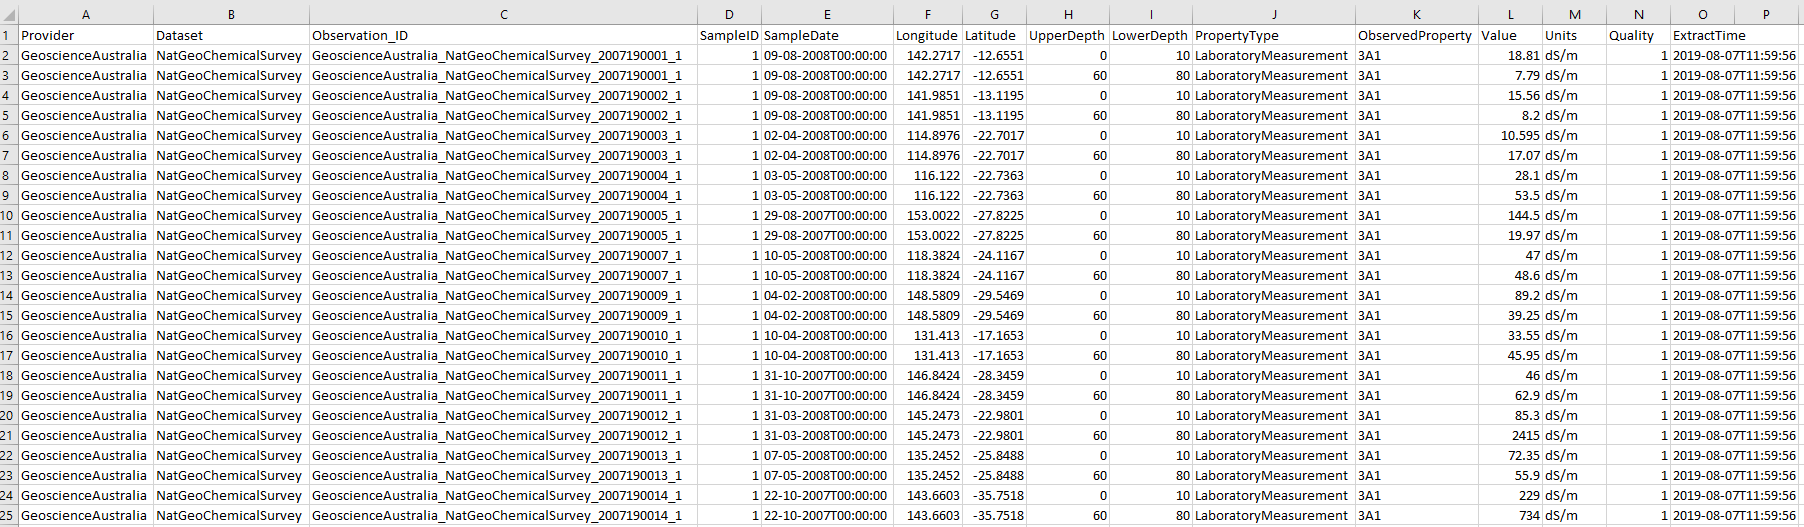 A B C D E F G H I J K L M N O P
1 Provider Dataset Observation_ID SampleID SampleDate Longitude Latitude UpperDepth LowerDepth PropertyType ObservedProperty Value Units Quality ExtractTime
2 GeoscienceAustralia NatGeoChemicalSurvey GeoscienceAustralia_NatGeoChemicalSurvey_2007190001_1 1 09-08-2008T00:00:00 142.2717 -12.6551 0 10 LaboratoryMeasurement 3A1 18.81 dS/m 1 2019-08-07T11:59:56
3 GeoscienceAustralia NatGeoChemicalSurvey GeoscienceAustralia_NatGeoChemicalSurvey_2007190001_1 1 09-08-2008T00:00:00 142.2717 -12.6551 60 80 LaboratoryMeasurement 3A1 7.79 dS/m 1 2019-08-07T11:59:56
4 GeoscienceAustralia NatGeoChemicalSurvey GeoscienceAustralia_NatGeoChemicalSurvey_2007190002_1 1 09-08-2008T00:00:00 141.9851 -13.1195 0 10 LaboratoryMeasurement 3A1 15.56 dS/m 1 2019-08-07T11:59:56
5 GeoscienceAustralia NatGeoChemicalSurvey GeoscienceAustralia_NatGeoChemicalSurvey_2007190002_1 1 09-08-2008T00:00:00 141.9851 -13.1195 60 80 LaboratoryMeasurement 3A1 8.2 dS/m 1 2019-08-07T11:59:56
6 GeoscienceAustralia NatGeoChemicalSurvey GeoscienceAustralia_NatGeoChemicalSurvey_2007190003_1 1 02-04-2008T00:00:00 114.8976 -22.7017 0 10 LaboratoryMeasurement 3A1 10.595 dS/m 1 2019-08-07T11:59:56
7 GeoscienceAustralia NatGeoChemicalSurvey GeoscienceAustralia_NatGeoChemicalSurvey_2007190003_1 1 02-04-2008T00:00:00 114.8976 -22.7017 60 80 LaboratoryMeasurement 3A1 17.07 dS/m 1 2019-08-07T11:59:56
8 GeoscienceAustralia NatGeoChemicalSurvey GeoscienceAustralia_NatGeoChemicalSurvey_2007190004_1 1 03-05-2008T00:00:00 116.122 -22.7363 0 10 LaboratoryMeasurement 3A1 28.1 dS/m 1 2019-08-07T11:59:56
9 GeoscienceAustralia NatGeoChemicalSurvey GeoscienceAustralia_NatGeoChemicalSurvey_2007190004_1 1 03-05-2008T00:00:00 116.122 -22.7363 60 80 LaboratoryMeasurement 3A1 53.5 dS/m 1 2019-08-07T11:59:56
10 GeoscienceAustralia NatGeoChemicalSurvey GeoscienceAustralia_NatGeoChemicalSurvey_2007190005_1 1 29-08-2007T00:00:00 153.0022 -27.8225 0 10 LaboratoryMeasurement 3A1 144.5 dS/m 1 2019-08-07T11:59:56
11 GeoscienceAustralia NatGeoChemicalSurvey GeoscienceAustralia_NatGeoChemicalSurvey_2007190005_1 1 29-08-2007T00:00:00 153.0022 -27.8225 60 80 LaboratoryMeasurement 3A1 19.97 dS/m 1 2019-08-07T11:59:56
12 GeoscienceAustralia NatGeoChemicalSurvey GeoscienceAustralia_NatGeoChemicalSurvey_2007190007_1 1 10-05-2008T00:00:00 118.3824 -24.1167 0 10 LaboratoryMeasurement 3A1 47 dS/m 1 2019-08-07T11:59:56
13 GeoscienceAustralia NatGeoChemicalSurvey GeoscienceAustralia_NatGeoChemicalSurvey_2007190007_1 1 10-05-2008T00:00:00 118.3824 -24.1167 60 80 LaboratoryMeasurement 3A1 48.6 dS/m 1 2019-08-07T11:59:56
14 GeoscienceAustralia NatGeoChemicalSurvey GeoscienceAustralia_NatGeoChemicalSurvey_2007190009_1 1 04-02-2008T00:00:00 148.5809 -29.5469 0 10 LaboratoryMeasurement 3A1 89.2 dS/m 1 2019-08-07T11:59:56
15 GeoscienceAustralia NatGeoChemicalSurvey GeoscienceAustralia_NatGeoChemicalSurvey_2007190009_1 1 04-02-2008T00:00:00 148.5809 -29.5469 60 80 LaboratoryMeasurement 3A1 39.25 dS/m 1 2019-08-07T11:59:56
16 GeoscienceAustralia NatGeoChemicalSurvey GeoscienceAustralia_NatGeoChemicalSurvey_2007190010_1 1 10-04-2008T00:00:00 131.413 -17.1653 0 10 LaboratoryMeasurement 3A1 33.55 dS/m 1 2019-08-07T11:59:56
17 GeoscienceAustralia NatGeoChemicalSurvey GeoscienceAustralia_NatGeoChemicalSurvey_2007190010_1 1 10-04-2008T00:00:00 131.413 -17.1653 60 80 LaboratoryMeasurement 3A1 45.95 dS/m 1 2019-08-07T11:59:56
18 GeoscienceAustralia NatGeoChemicalSurvey GeoscienceAustralia_NatGeoChemicalSurvey_2007190011_1 1 31-10-2007T00:00:00 146.8424 -28.3459 0 10 LaboratoryMeasurement 3A1 46 dS/m 1 2019-08-07T11:59:56
19 GeoscienceAustralia NatGeoChemicalSurvey GeoscienceAustralia_NatGeoChemicalSurvey_2007190011_1 1 31-10-2007T00:00:00 146.8424 -28.3459 60 80 LaboratoryMeasurement 3A1 62.9 dS/m 1 2019-08-07T11:59:56
20 GeoscienceAustralia NatGeoChemicalSurvey GeoscienceAustralia_NatGeoChemicalSurvey_2007190012_1 1 31-03-2008T00:00:00 145.2473 -22.9801 0 10 LaboratoryMeasurement 3A1 85.3 dS/m 1 2019-08-07T11:59:56
21 GeoscienceAustralia NatGeoChemicalSurvey GeoscienceAustralia_NatGeoChemicalSurvey_2007190012_1 1 31-03-2008T00:00:00 145.2473 -22.9801 60 80 LaboratoryMeasurement 3A1 2415 dS/m 1 2019-08-07T11:59:56
22 GeoscienceAustralia NatGeoChemicalSurvey GeoscienceAustralia_NatGeoChemicalSurvey_2007190013_1 1 07-05-2008T00:00:00 135.2452 -25.8488 0 10 LaboratoryMeasurement 3A1 72.35 dS/m 1 2019-08-07T11:59:56
23 GeoscienceAustralia NatGeoChemicalSurvey GeoscienceAustralia_NatGeoChemicalSurvey_2007190013_1 1 07-05-2008T00:00:00 135.2452 -25.8488 60 80 LaboratoryMeasurement 3A1 55.9 dS/m 1 2019-08-07T11:59:56
24 GeoscienceAustralia NatGeoChemicalSurvey GeoscienceAustralia_NatGeoChemicalSurvey_2007190014_1 1 22-10-2007T00:00:00 143.6603 -35.7518 0 10 LaboratoryMeasurement 3A1 229 dS/m 1 2019-08-07T11:59:56
25 GeoscienceAustralia NatGeoChemicalSurvey GeoscienceAustralia_NatGeoChemicalSurvey_2007190014_1 1 22-10-2007T00:00:00 143.6603 -35.7518 60 80 LaboratoryMeasurement 3A1 734 dS/m 1 2019-08-07T11:59:56